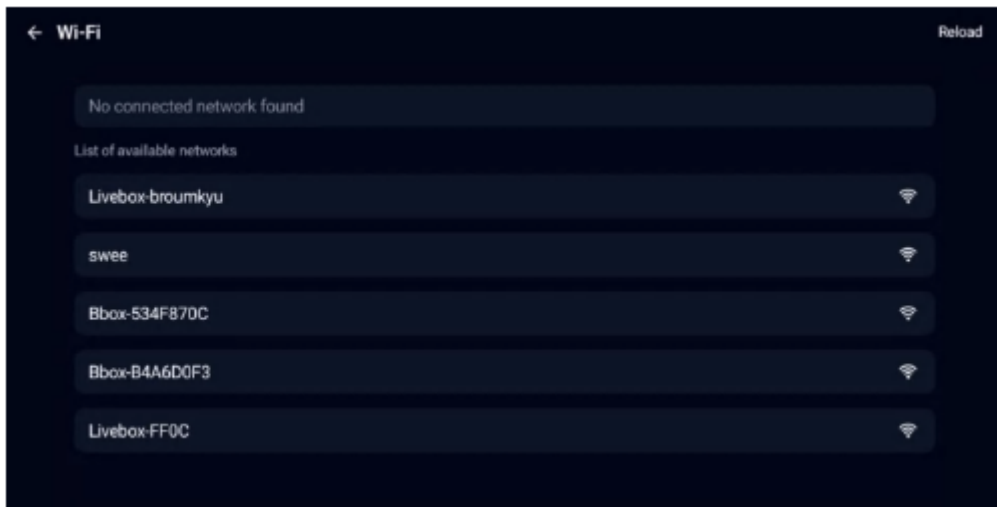 ← Wi-Fi
Reload
No connected network found
List of available networks
Livebox-broumkyu
swee
Bbox-534F870C
Bbox-B4A6D0F3
Livebox-FF0C